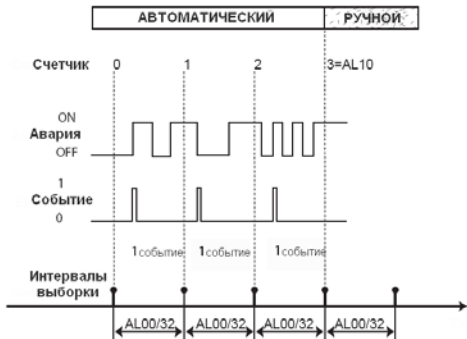 АВТОМАТИЧЕСКИЙ РУЧНОЙ
Счетчик 0 1 2 3=AL10
ON
Авария
OFF
1
Событие
0
1событие 1событие 1событие
Интервалы
выборки
AL00/32 AL00/32 AL00/32 AL00/32